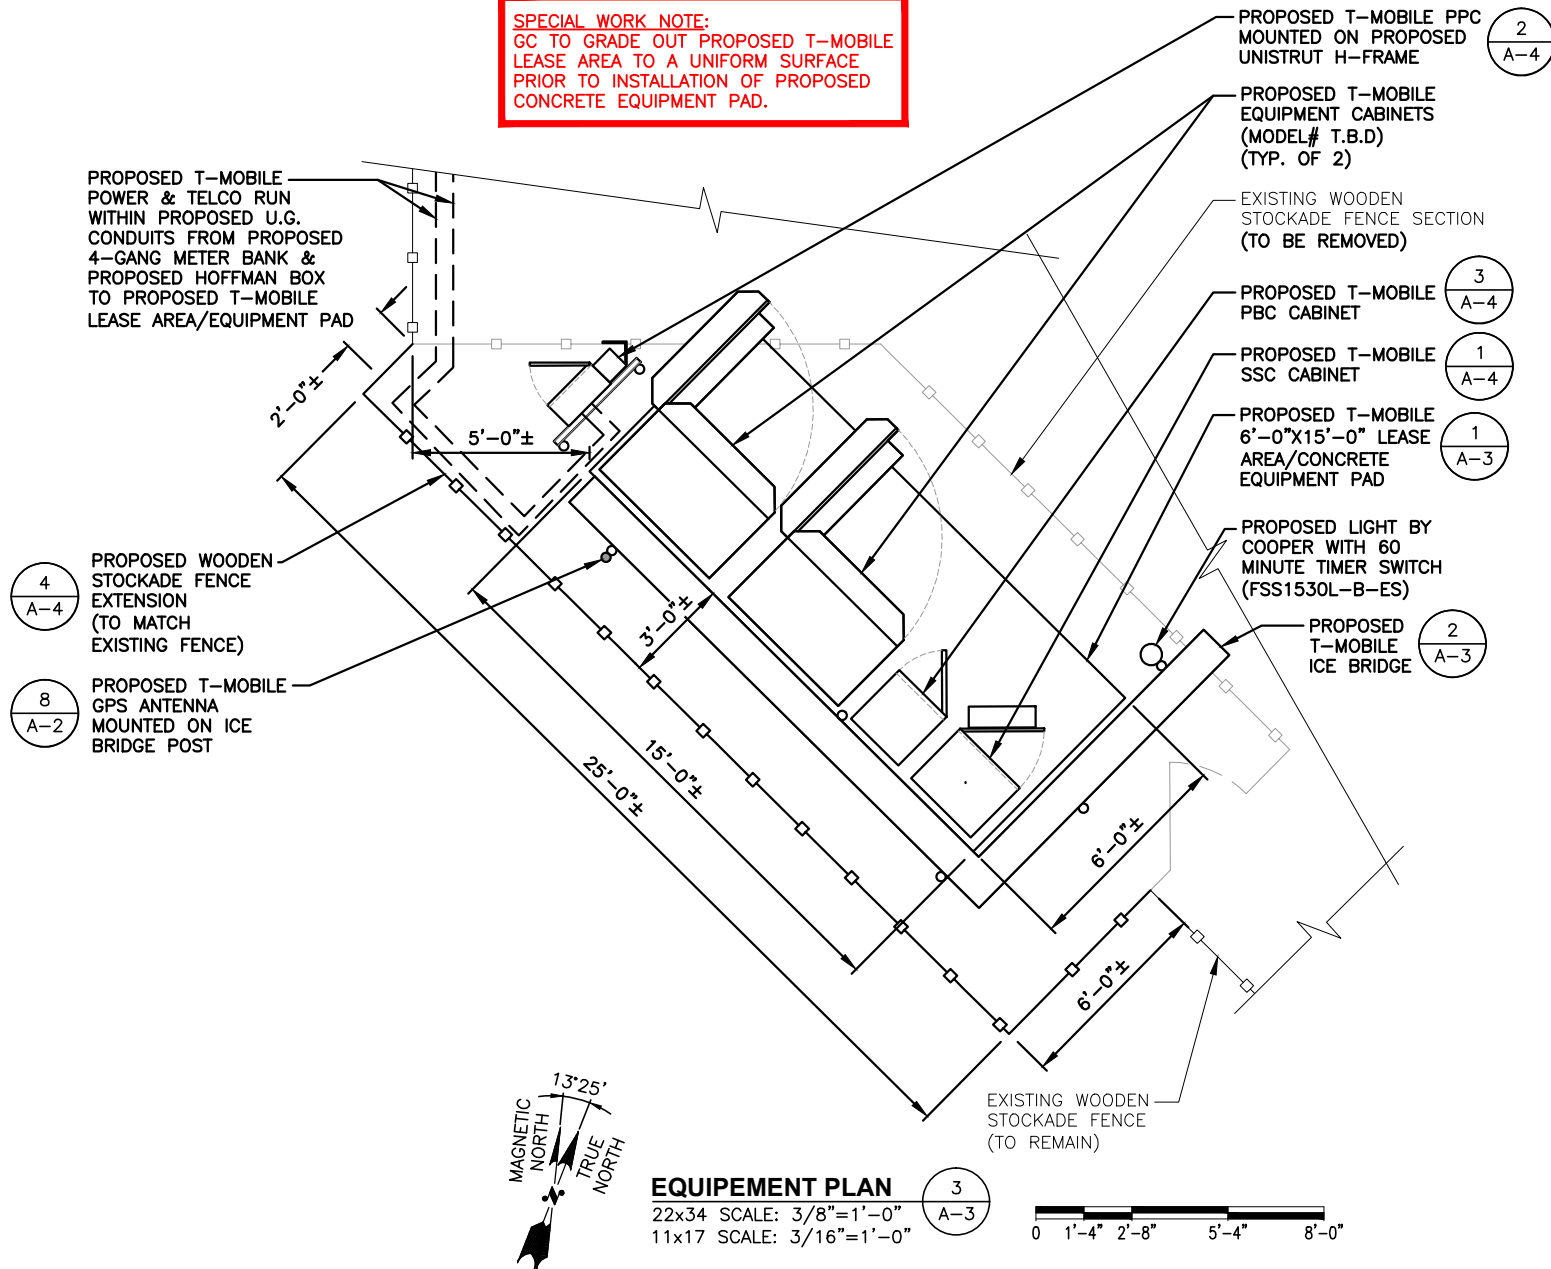 SPECIAL WORK NOTE:
GC TO GRADE OUT PROPOSED T-MOBILE
LEASE AREA TO A UNIFORM SURFACE
PRIOR TO INSTALLATION OF PROPOSED
CONCRETE EQUIPMENT PAD.
PROPOSED T-MOBILE PPC
MOUNTED ON PROPOSED
UNISTRUT H-FRAME
2
A-4
PROPOSED T-MOBILE
EQUIPMENT CABINETS
(MODEL# T.B.D)
(TYP. OF 2)
EXISTING WOODEN
STOCKADE FENCE SECTION
(TO BE REMOVED)
PROPOSED T-MOBILE
PBC CABINET
3
A-4
PROPOSED T-MOBILE
SSC CABINET
1
A-4
PROPOSED T-MOBILE
6'-0"X15'-0" LEASE
AREA/CONCRETE
EQUIPMENT PAD
1
A-3
PROPOSED LIGHT BY
COOPER WITH 60
MINUTE TIMER SWITCH
(FSS1530L-B-ES)
PROPOSED
T-MOBILE
ICE BRIDGE
2
A-3
PROPOSED T-MOBILE
POWER & TELCO RUN
WITHIN PROPOSED U.G.
CONDUITS FROM PROPOSED
4-GANG METER BANK &
PROPOSED HOFFMAN BOX
TO PROPOSED T-MOBILE
LEASE AREA/EQUIPMENT PAD
2'-0"±
5'-0"±
4
A-4
PROPOSED WOODEN
STOCKADE FENCE
EXTENSION
(TO MATCH
EXISTING FENCE)
8
A-2
PROPOSED T-MOBILE
GPS ANTENNA
MOUNTED ON ICE
BRIDGE POST
3'-0"±
15'-0"±
25'-0"±
6'-0"±
6'-0"±
EXISTING WOODEN
STOCKADE FENCE
(TO REMAIN)
13°25'
MAGNETIC
NORTH
TRUE
NORTH
N
EQUIPEMENT PLAN
22x34 SCALE: 3/8"=1'-0"
11x17 SCALE: 3/16"=1'-0"
3
A-3
0 1'-4" 2'-8" 5'-4" 8'-0"